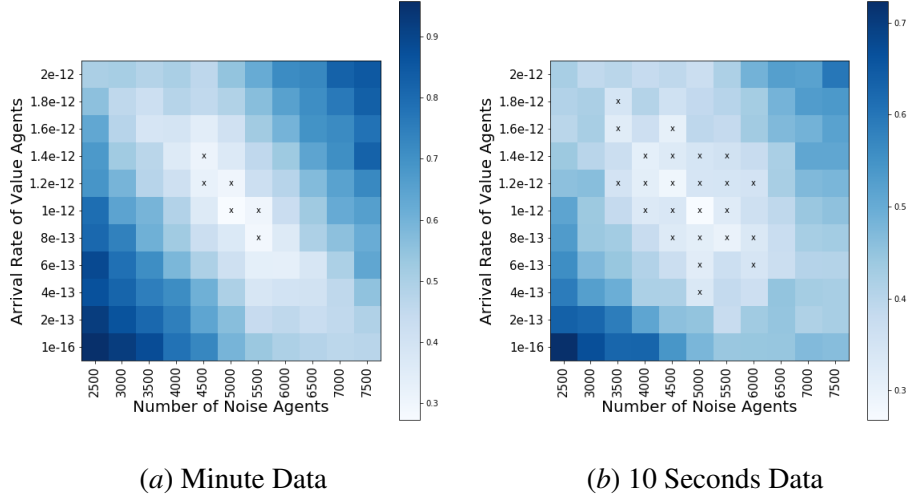 2e-12
1.8e-12
1.6e-12
1.4e-12
1.2e-12
1e-12
8e-13
6e-13
4e-13
2e-13
1e-16
Arrival Rate of Value Agents
2500 3000 3500 4000 4500 5000 5500 6000 6500 7000 7500
Number of Noise Agents
0.9
0.8
0.7
0.6
0.5
0.4
0.3
(a) Minute Data
2e-12
1.8e-12
1.6e-12
1.4e-12
1.2e-12
1e-12
8e-13
6e-13
4e-13
2e-13
1e-16
Arrival Rate of Value Agents
2500 3000 3500 4000 4500 5000 5500 6000 6500 7000 7500
Number of Noise Agents
0.7
0.6
0.5
0.4
0.3
(b) 10 Seconds Data